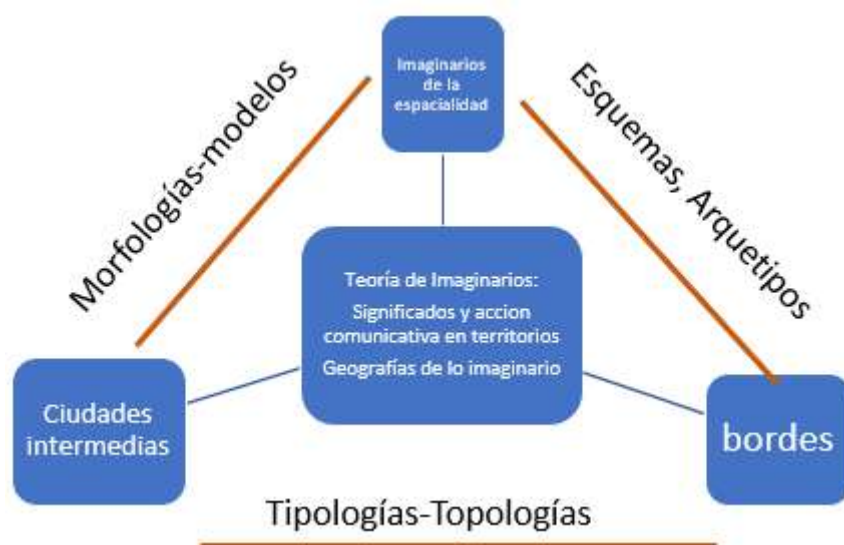 Imaginarios
de la
espacialidad
Morfologías-modelos
Esquemas, Arquetipos
Teoría de Imaginarios:
Significados y accion
comunicativa en territorios
Geografías de lo imaginario
Ciudades
intermedias
bordes
Tipologías-Topologías